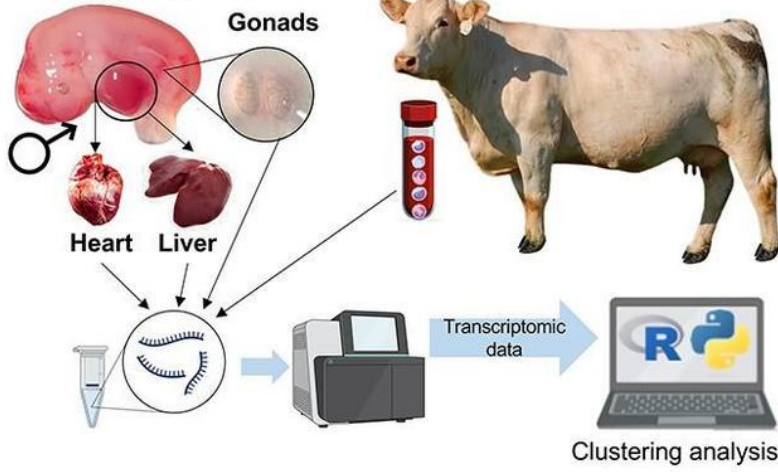 Gonads
Heart
Liver
Transcriptomic
data
R
Clustering analysis